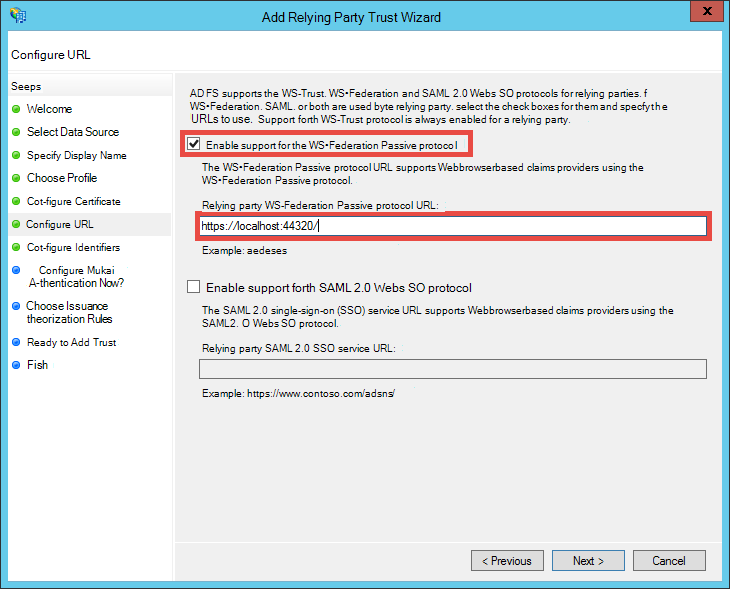 Add Relying Party Trust Wizard
X
Configure URL
Seeps
Welcome
Select Data Source
Specify Display Name
Choose Profile
Cot-figure Certificate
Configure URL
Cot-figure Identifiers
Configure Mukai
A-thentication Now?
Choose Issuance
theorization Rules
Ready to Add Trust
Fish
AD FS supports the WS-Trust. WS•Federation and SAML 2.0 Webs SO protocols for relying parties. f
WS•Federation. SAML. or both are used byte relying party. select the check boxes for them and specfy the
URLs to use. Support forth WS-Trust protocol is always enabled for a relying party.
Enable support for the WS•Federation Passive protocol
The WS•Federation Passive protocol URL supports Webbrowserbased claims providers using the
WS•Federation Passive protocol.
Relying party WS-Federation Passive protocol URL:
https://localhost:44320/
Example: aedeses
Enable support forth SAML 2.0 Webs SO protocol
The SAML 2.0 single-sign-on (SSO) service URL supports Webbrowserbased claims providers using the
SAML2. O Webs SO protocol.
Relying party SAML 2.0 SSO service URL:
Example: https://www.contoso.com/adsns/
< Previous
Next >
Cancel